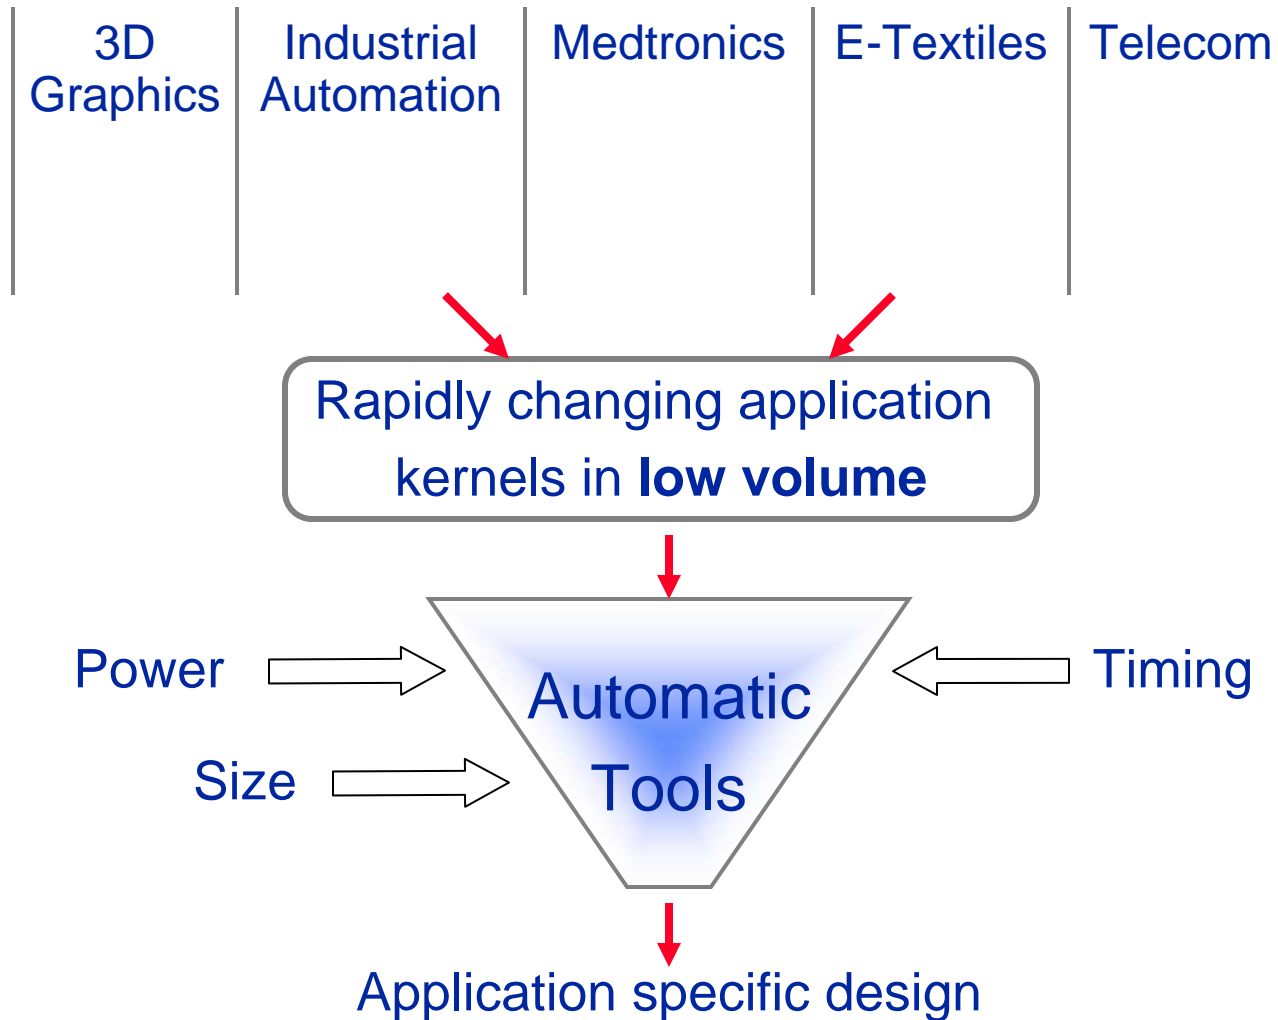 3D
Graphics
Industrial
Automation
Medtronics
E-Textiles
Telecom
Rapidly changing application
kernels in low volume
Power
Timing
Automatic
Tools
Size
Application specific design